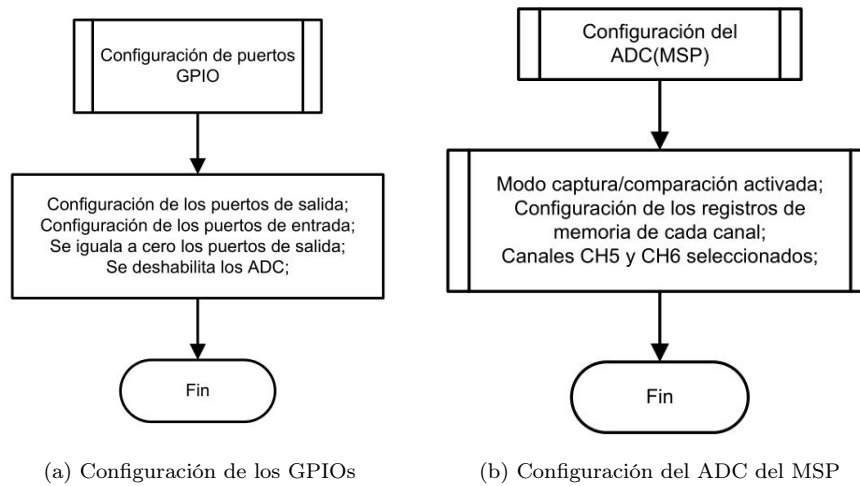 Configuración de puertos
GPIO
Configuración de los puertos de salida;
Configuración de los puertos de entrada;
Se iguala a cero los puertos de salida;
Se deshabilita los ADC;
Fin
(a) Configuración de los GPIOs
Configuración del
ADC(MSP)
Modo captura/comparación activada;
Configuración de los registros de
memoria de cada canal;
Canales CH5 y CH6 seleccionados;
Fin
(b) Configuración del ADC del MSP